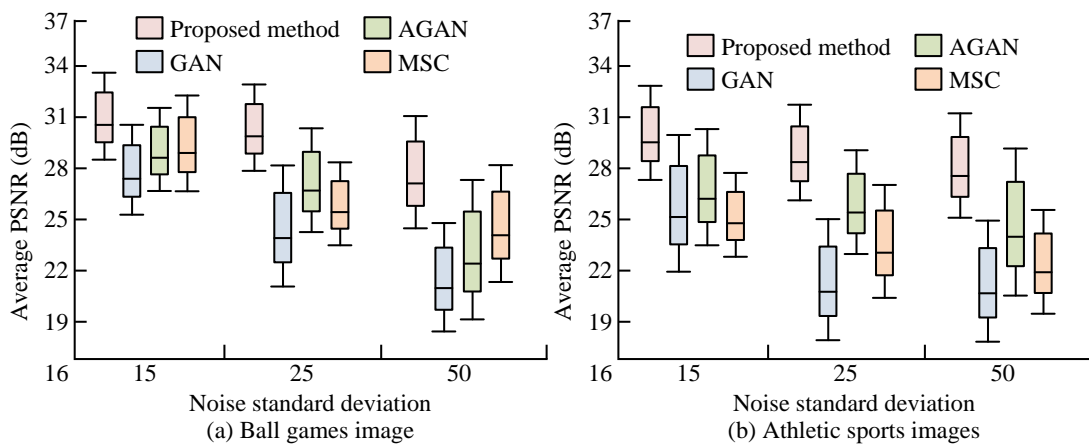 37
34
31
28
25
22
19
16
Average PSNR (dB)
Proposed method
AGAN
GAN
MSC
15
25
50
Noise standard deviation
(a) Ball games image
37
34
31
28
25
22
19
16
Average PSNR (dB)
Proposed method
AGAN
GAN
MSC
15
25
50
Noise standard deviation
(b) Athletic sports images